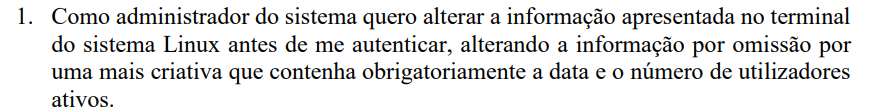 1. Como administrador do sistema quero alterar a informação apresentada no terminal
do sistema Linux antes de me autenticar, alterando a informação por omissão por
uma mais criativa que contenha obrigatoriamente a data e o número de utilizadores
ativos.